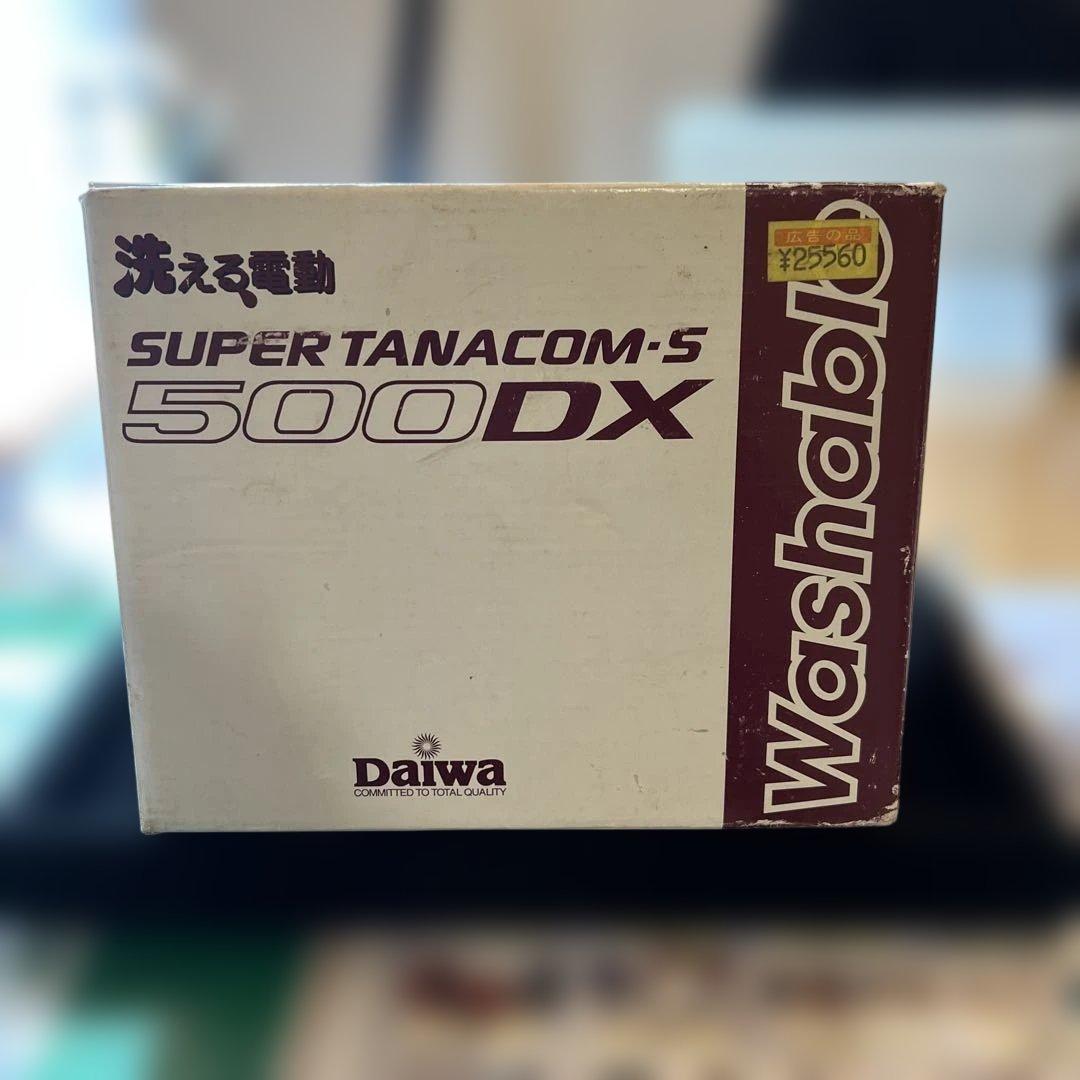 洗える電動
SUPER TANACOM-S
500DX
Daiwa
COMMITTED TO TOTAL QUALITY
広告の品
¥25560
Washable